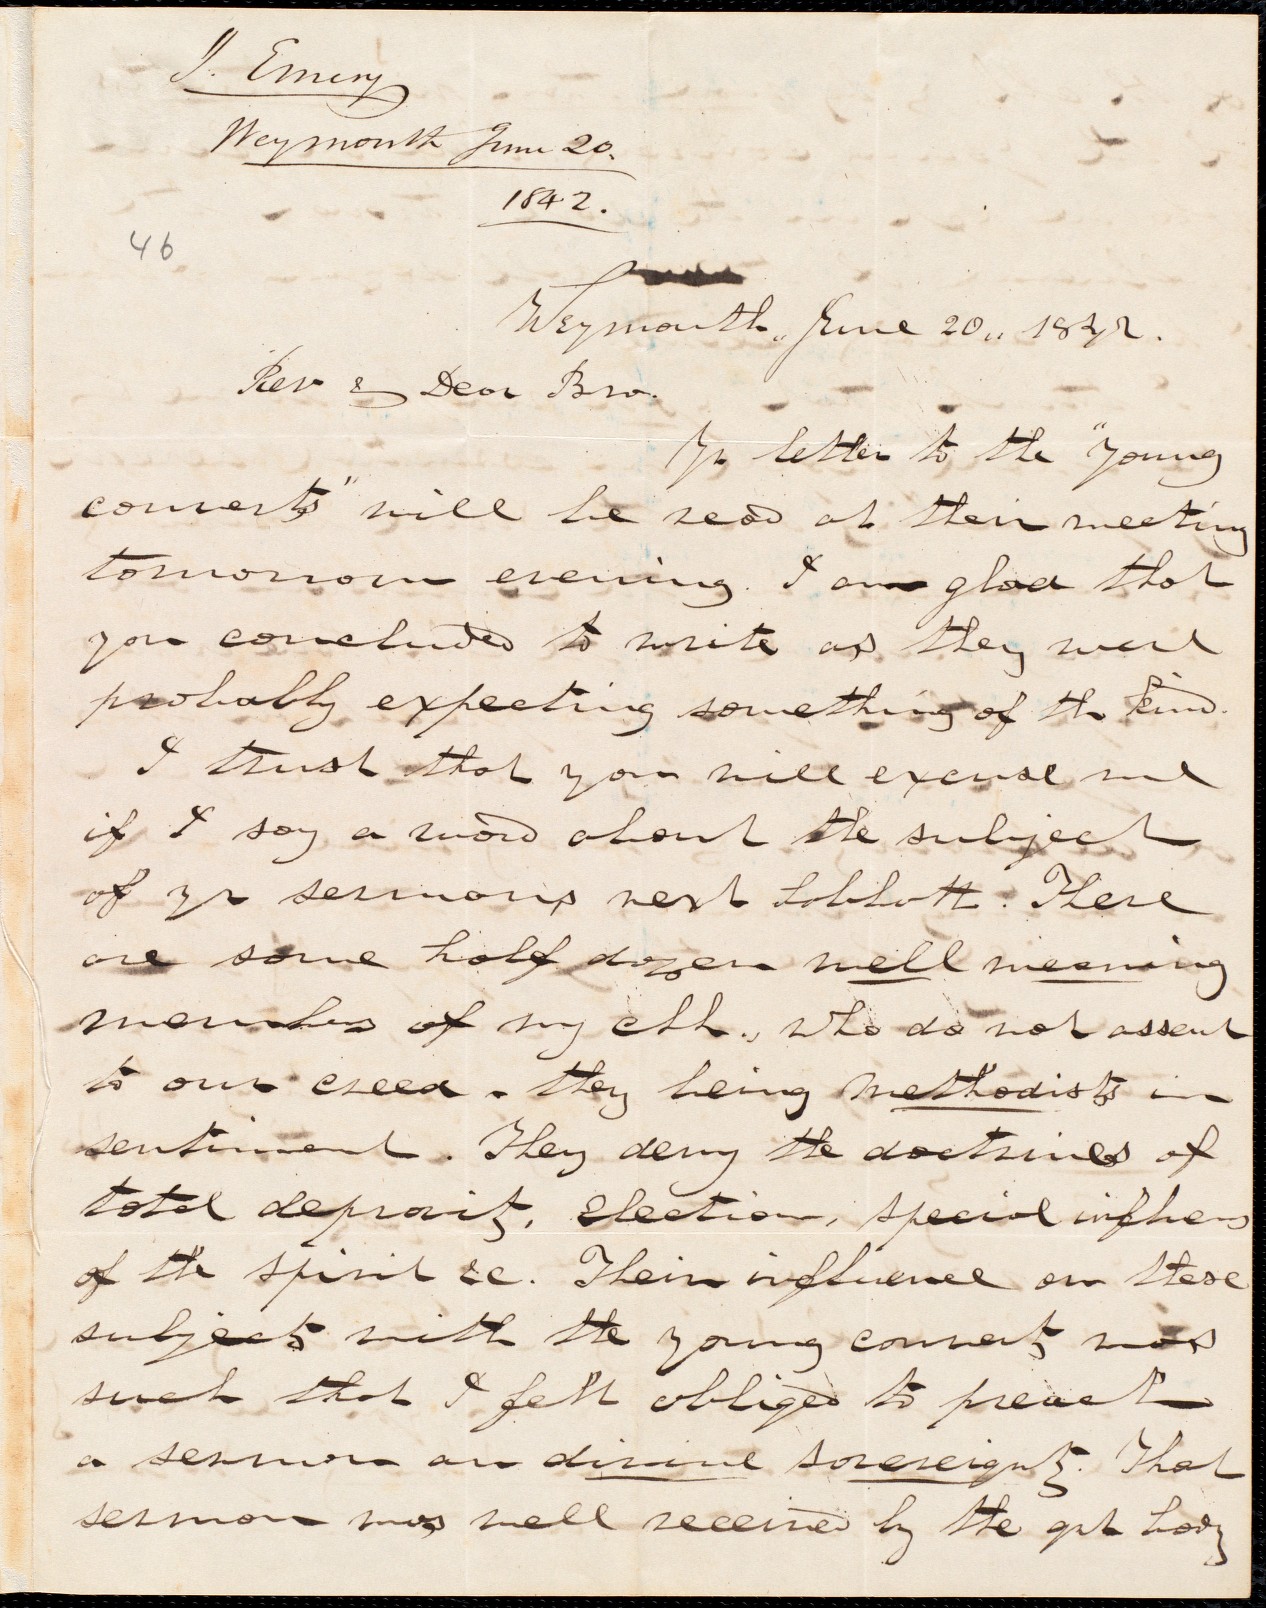 J. Emery
Weymouth June 20.
1842.
46
Weymouth, June 20,, 1842.
Rev & Dear Bro.
Yr letter to the "young
converts" will be read at their meeting
tomorrow evening. I am glad that
you concluded to write as they were
probably expecting something of the kind.
I trust that you will excuse me
if I say a word about the subject
of yr sermons next Sabbath. There
are some half dozen well meaning
members of my chh., who do not assent
to our creed - they being methodists in
sentiment. They deny the doctrines of
total depravity, election, special influence
of the spirit &c. Their influence on these
subjects with the young converts was
such that I felt obliged to preach
a sermon on divine sovereignty. That
sermon was well received by the grt body